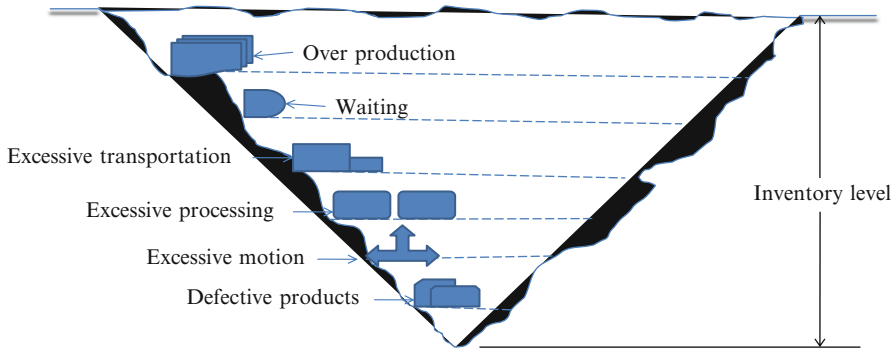 Over production
Waiting
Excessive transportation
Excessive processing
Inventory level
Excessive motion
Defective products